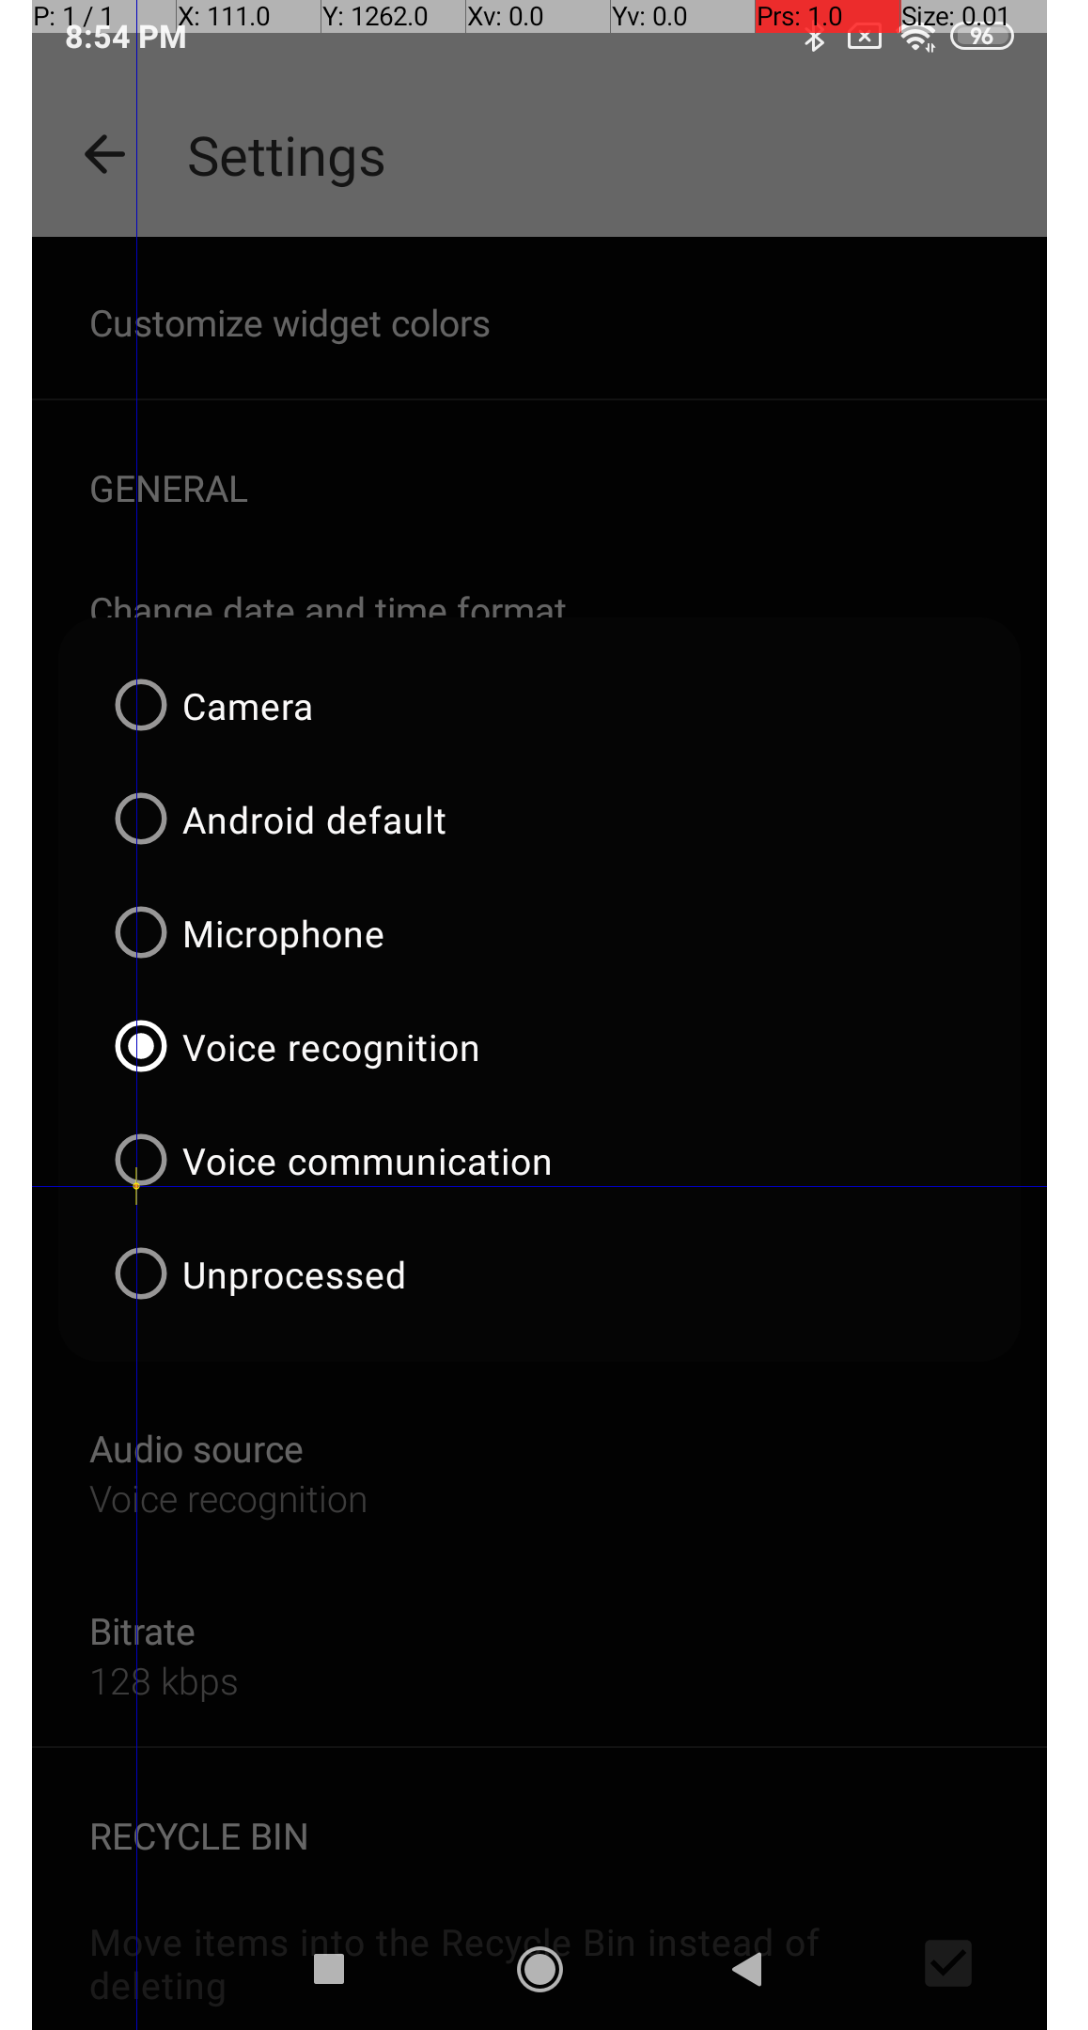 P: 1 / 1 X: 111.0 Y: 1262.0 Xv: 0.0 Yv: 0.0 Prs: 1.0 Size: 0.01
8:54 PM 96
Settings
Customize widget colors
GENERAL
Change date and time format
Camera
Android default
Microphone
Voice recognition
Voice communication
Unprocessed
Audio source
Voice recognition
Bitrate
128 kbps
RECYCLE BIN
Move items into the Recycle Bin instead of
deleting